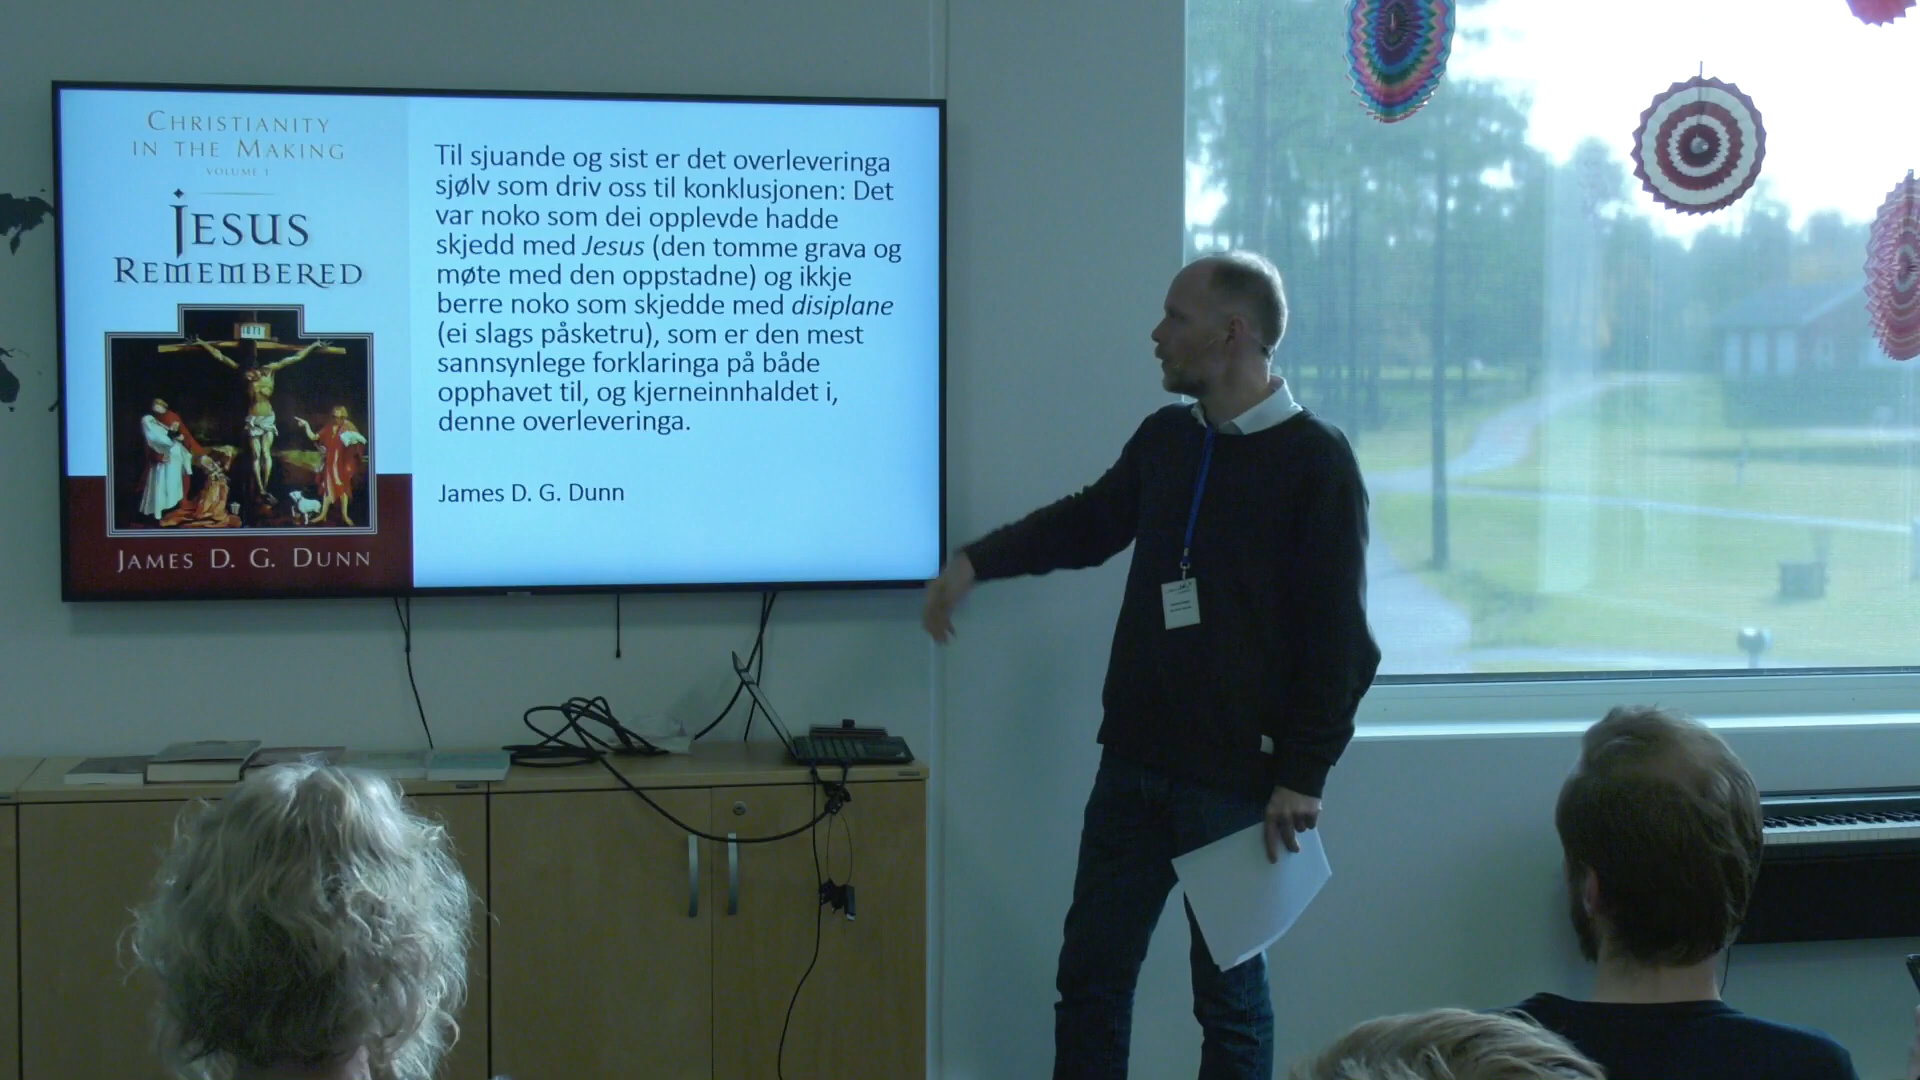 CHRISTIANITY
IN THE MAKING
VOLUME 1
JESUS
REMEMBERED
JAMES D. G. DUNN
Til sjuande og sist er det overleveringa
sjølv som driv oss til konklusjonen: Det
var noko som dei opplevde hadde
skjedd med Jesus (den tomme grava og
møte med den oppstadne) og ikkje
berre noko som skjedde med disiplane
(ei slags påsketru), som er den mest
sannsynlege forklaringa på både
opphavet til, og kjerneinnhaldet i,
denne overleveringa.
James D. G. Dunn